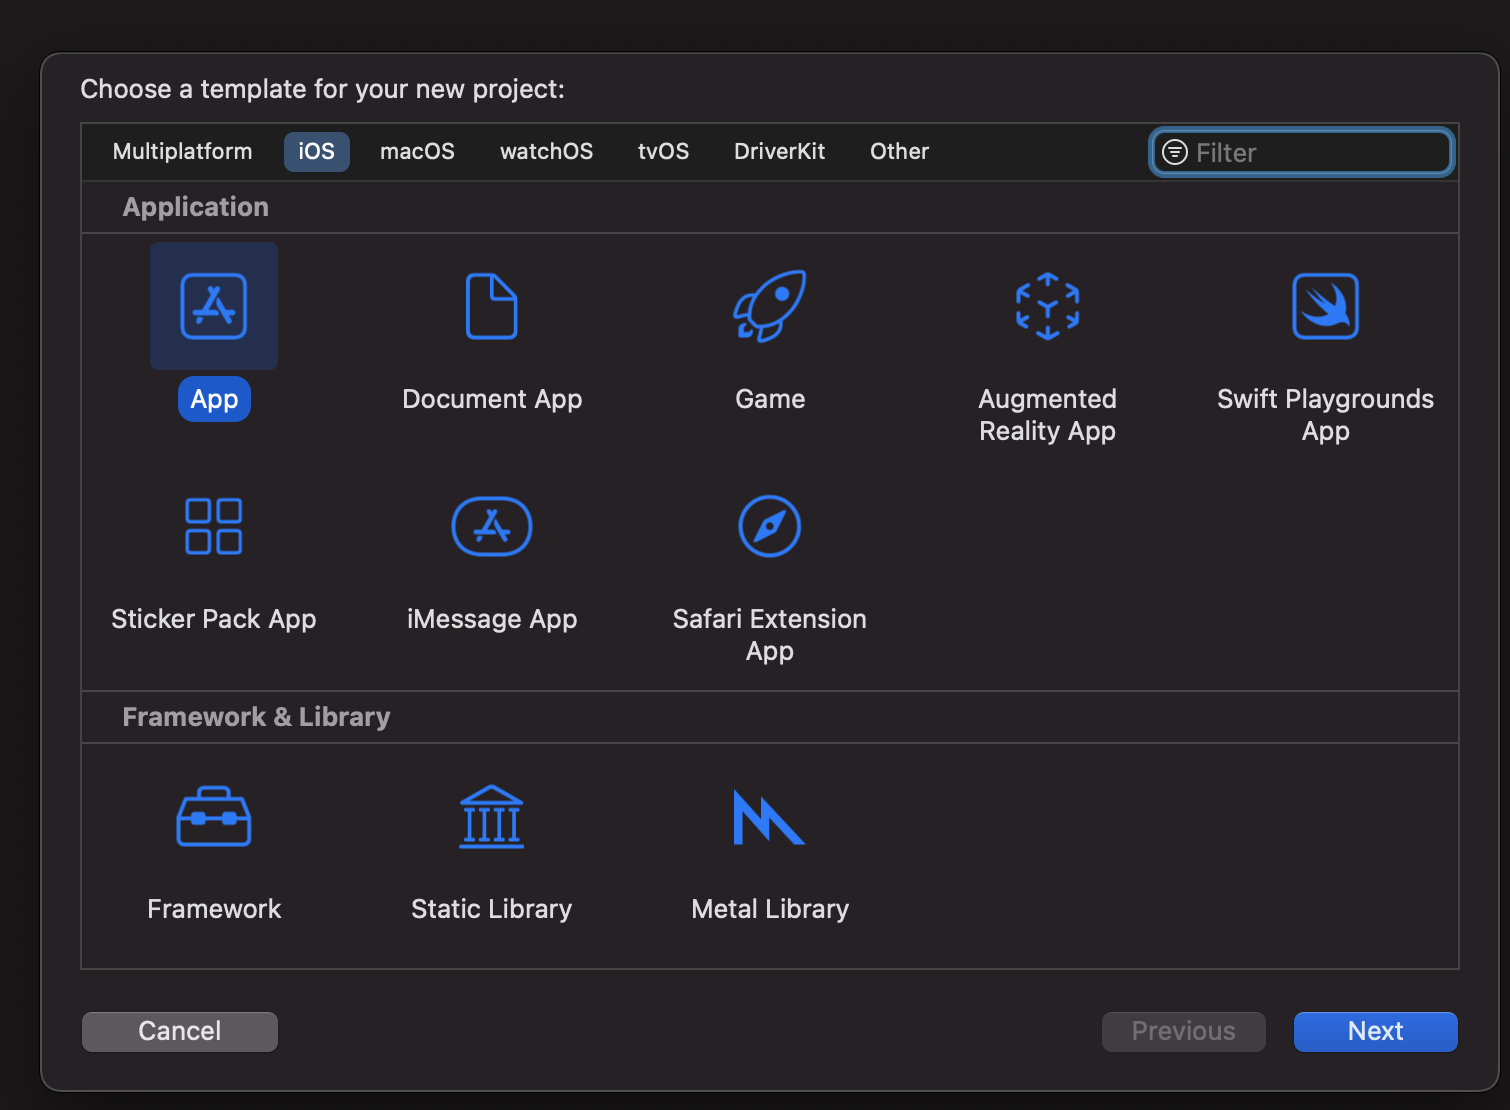 Choose a template for your new project:
Multiplatform iOS macOS watchOS tvOS DriverKit Other Filter
Application
App Document App Game Augmented Reality App Swift Playgrounds App
Sticker Pack App iMessage App Safari Extension App
Framework & Library
Framework Static Library Metal Library
Cancel Previous Next